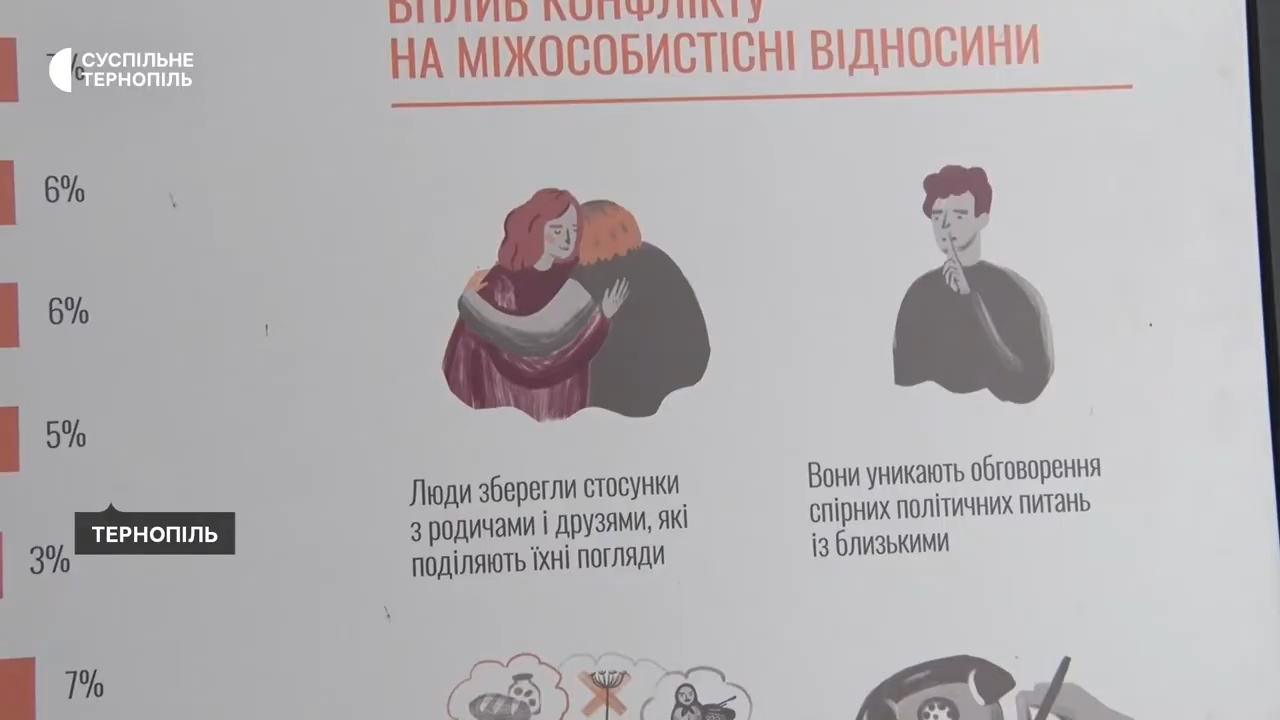 СУСПІЛЬНЕ
ТЕРНОПІЛЬ
ВПЛИВ КОНФЛІКТУ
НА МІЖОСОБИСТІСНІ ВІДНОСИНИ
6%
6%
5%
3%
7%
ТЕРНОПІЛЬ
Люди зберегли стосунки
з родичами і друзями, які
поділяють їхні погляди
Вони уникають обговорення
спірних політичних питань
із близькими